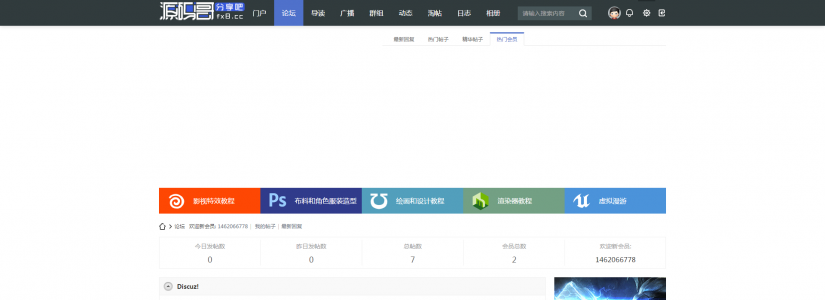 源码哥 分享吧 fx8.cc 门户 论坛 导读 广播 群组 动态 淘帖 日志 相册 请输入搜索内容
最新回复 热门帖子 精华帖子 热门会员
影视特效教程 Ps 布料和角色服装造型 绘画和设计教程 渲染器教程 虚拟漫游
论坛 欢迎新会员: 1462066778 | 我的帖子 | 最新回复
今日发帖数 昨日发帖数 总帖数 会员总数 欢迎新会员:
0 0 7 2 1462066778
Discuz!